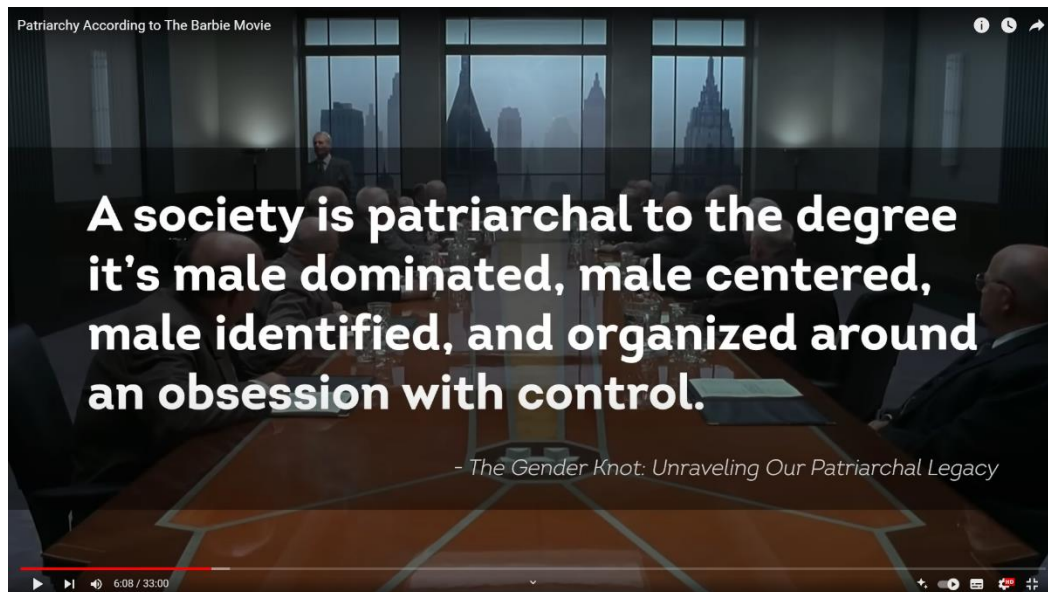 Patriarchy According to The Barbie Movie
A society is patriarchal to the degree
it’s male dominated, male centered,
male identified, and organized around
an obsession with control.
- The Gender Knot: Unraveling Our Patriarchal Legacy
6:08 / 33:00
HD